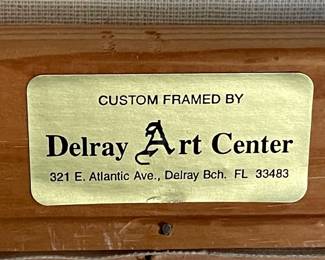 CUSTOM FRAMED BY
Delray Art Center
321 E. Atlantic Ave., Delray Bch. FL 33483